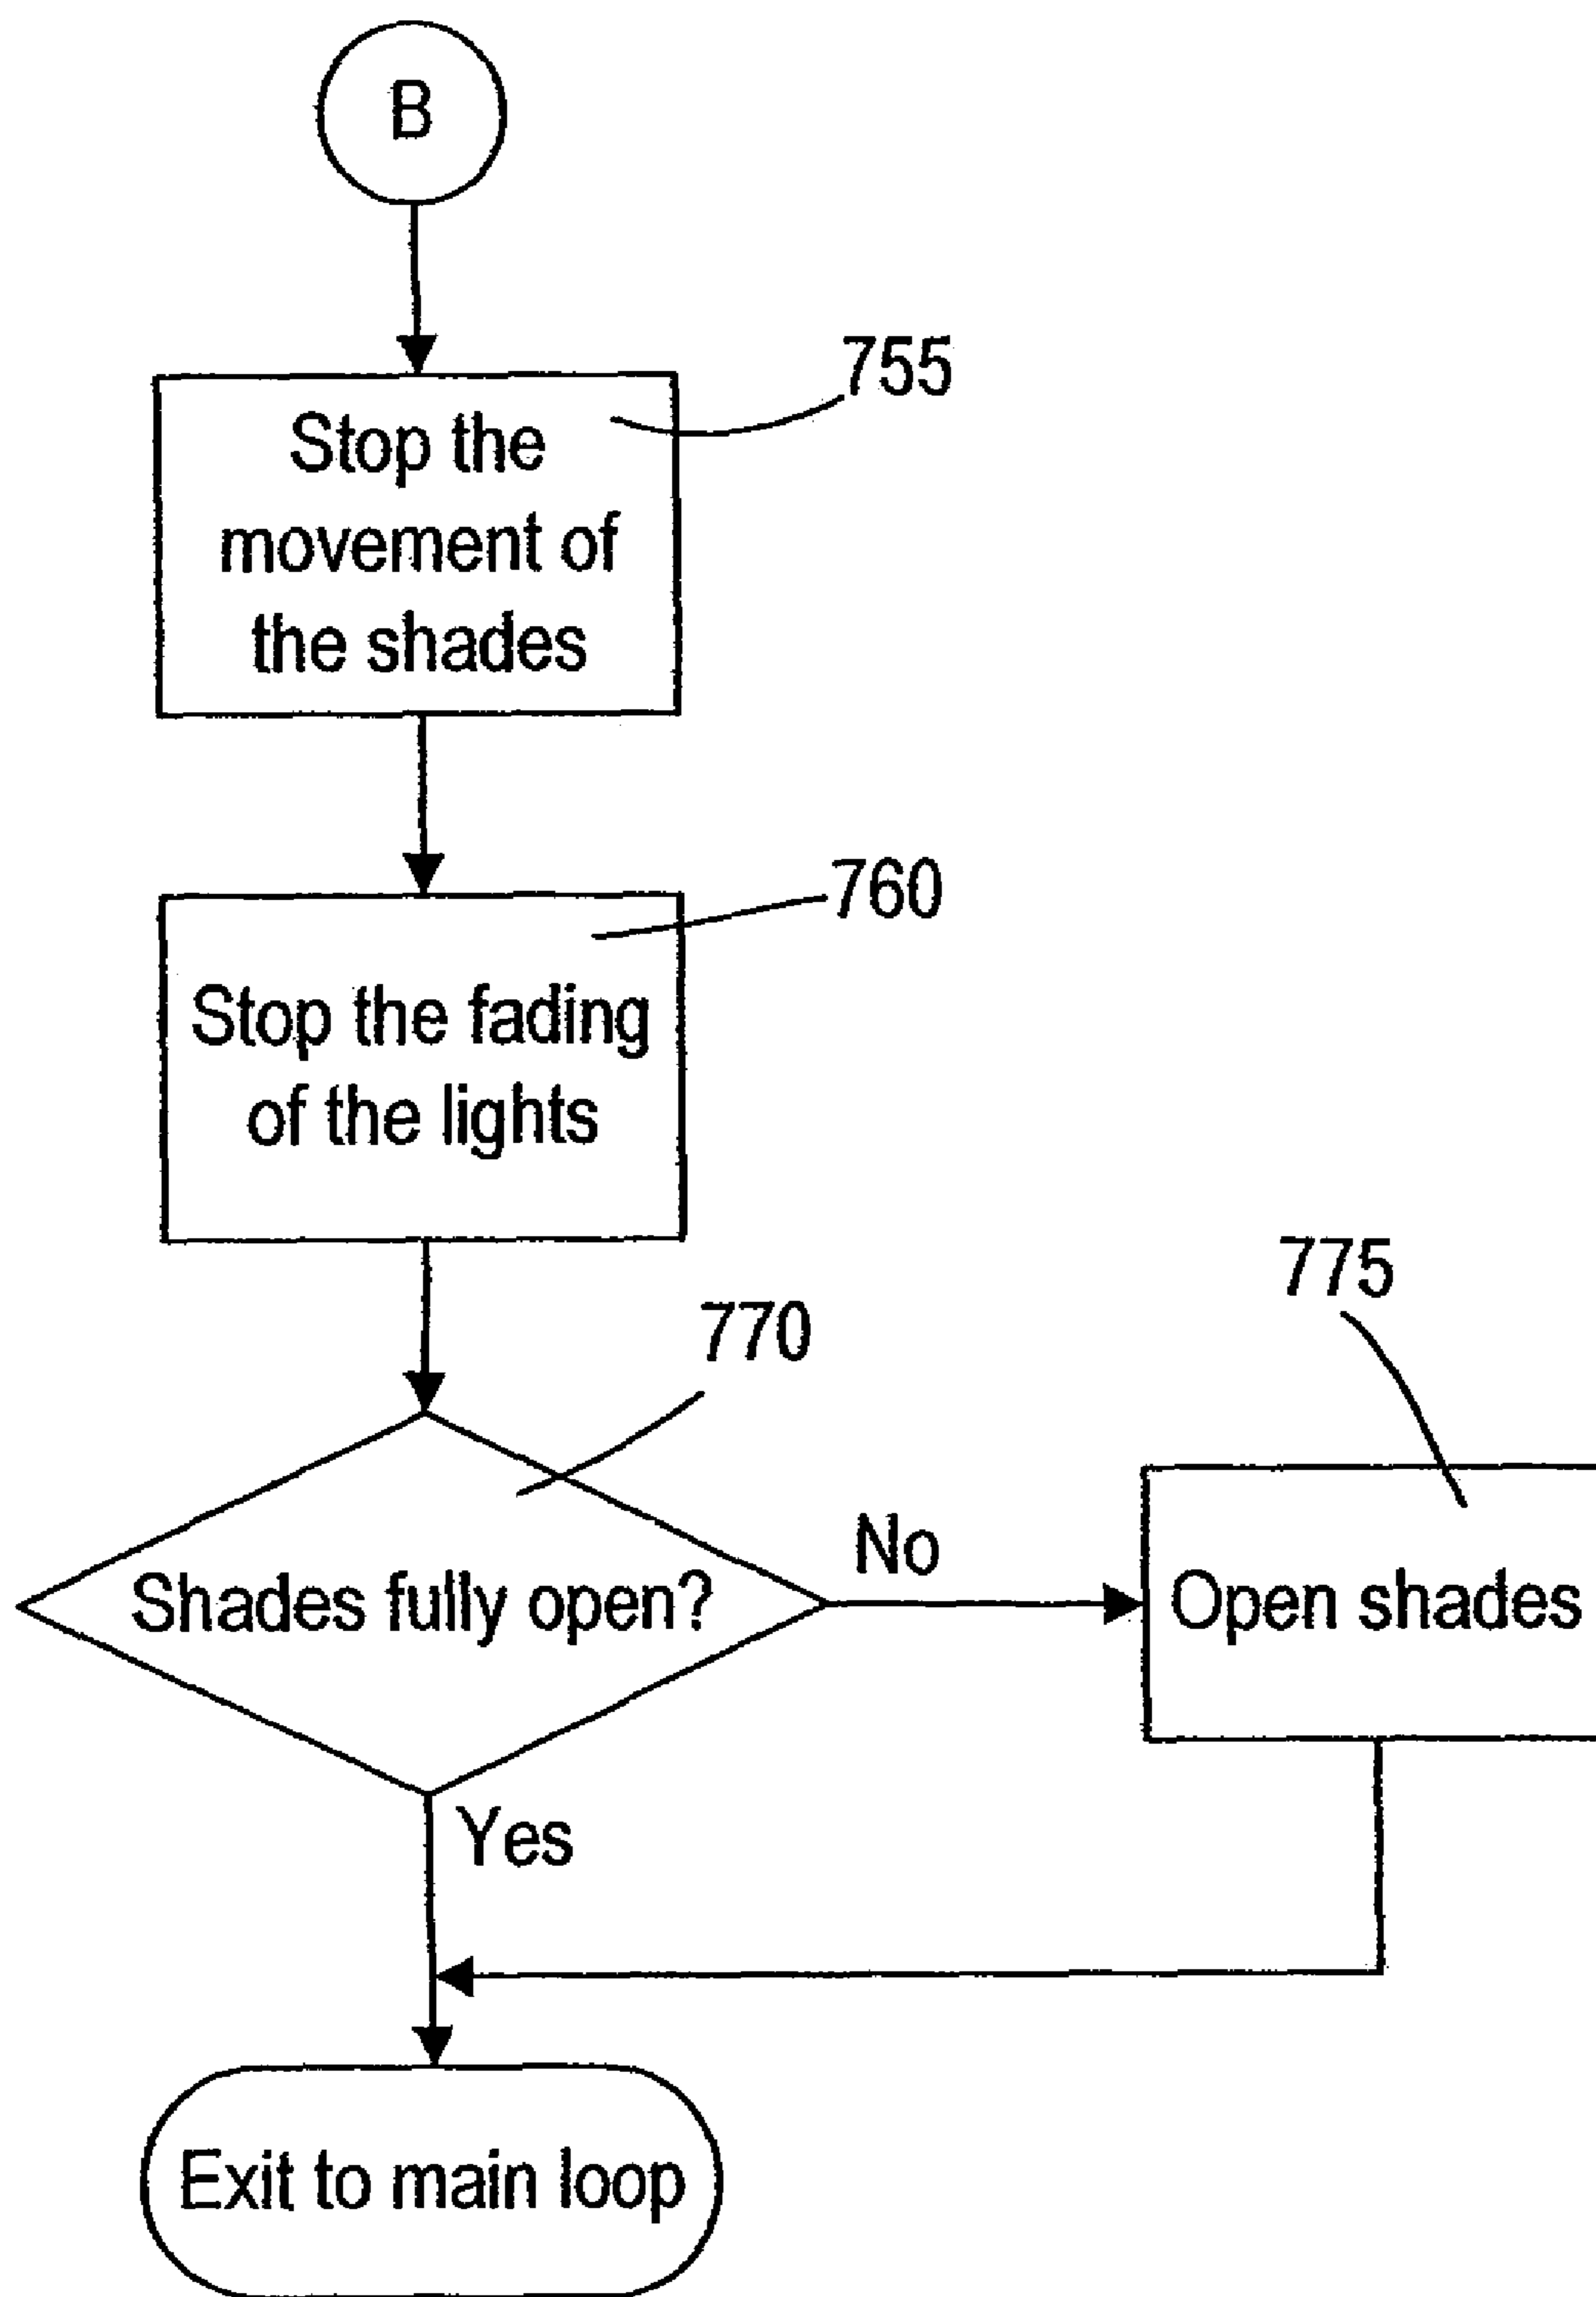 B
755
Stop the
movement of
the shades
760
Stop the fading
of the lights
770
775
Shades fully open?
No
Open shades
Yes
Exit to main loop